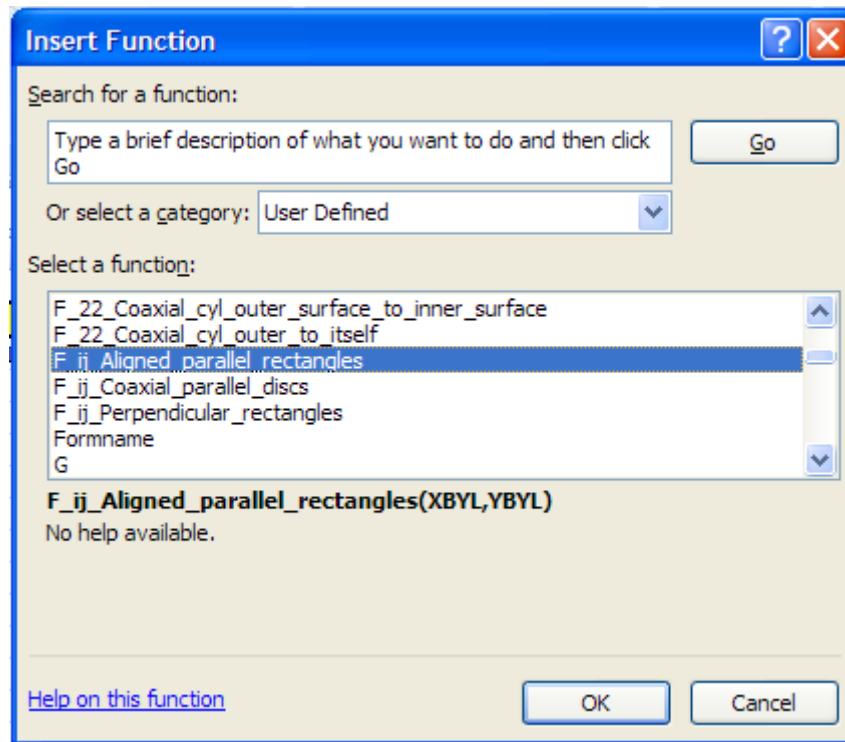 Insert Function
Search for a function:
Type a brief description of what you want to do and then click
Go
Go
Or select a category: User Defined
Select a function:
F_22_Coaxial_cyl_outer_surface_to_inner_surface
F_22_Coaxial_cyl_outer_to_itself
F_ij_Aligned_parallel_rectangles
F_ij_Coaxial_parallel_discs
F_ij_Perpendicular_rectangles
Formname
G
F_ij_Aligned_parallel_rectangles(XBYL,YBYL)
No help available.
Help on this function
OK
Cancel